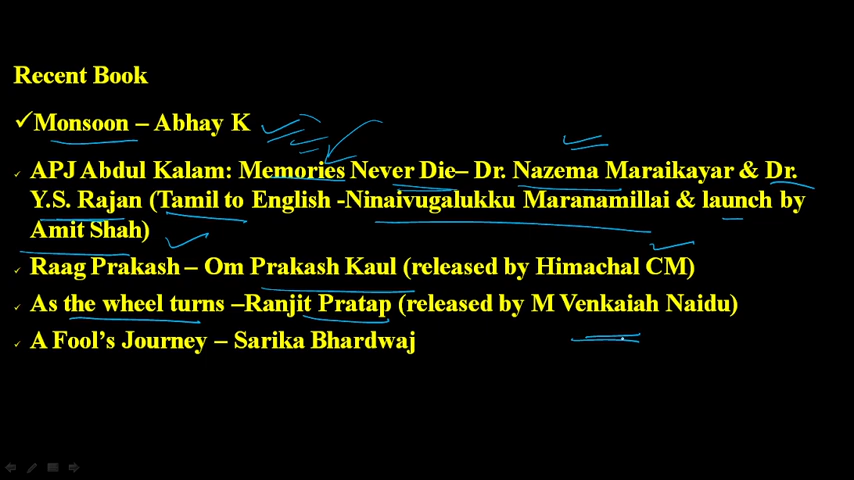 Recent Book
✓Monsoon – Abhay K
✓ APJ Abdul Kalam: Memories Never Die– Dr. Nazema Maraikayar & Dr.
Y.S. Rajan (Tamil to English -Ninaivugalukku Maranamillai & launch by
Amit Shah)
✓ Raag Prakash – Om Prakash Kaul (released by Himachal CM)
✓ As the wheel turns –Ranjit Pratap (released by M Venkaiah Naidu)
✓ A Fool's Journey – Sarika Bhardwaj